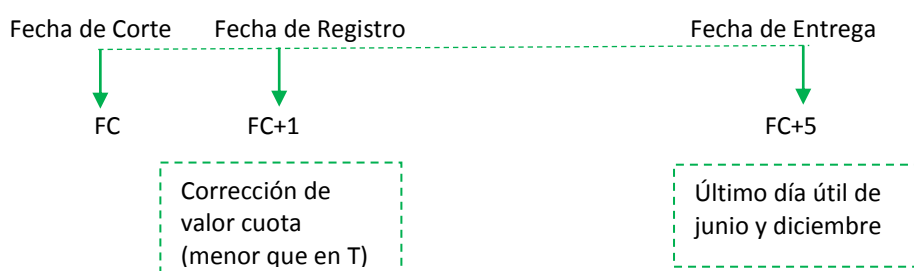 Fecha de Corte Fecha de Registro Fecha de Entrega
FC FC+1 FC+5
Corrección de
valor cuota
(menor que en T)
Último día útil de
junio y diciembre